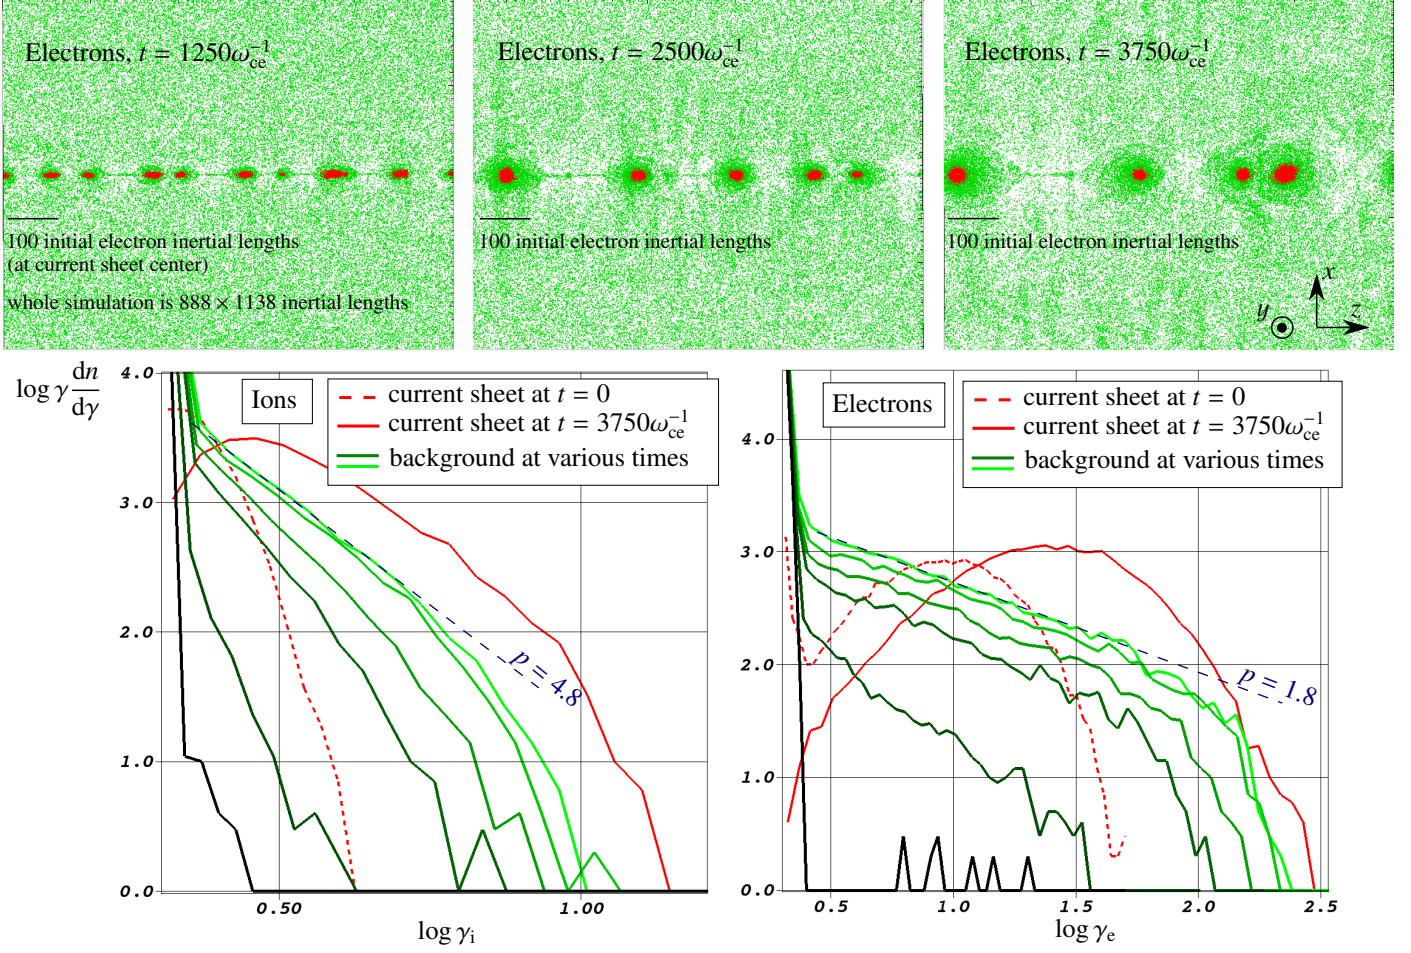 Electrons, t = 1250ω_ce^−1
Electrons, t = 2500ω_ce^−1
Electrons, t = 3750ω_ce^−1
100 initial electron inertial lengths
(at current sheet center)
whole simulation is 888 × 1138 inertial lengths
100 initial electron inertial lengths
100 initial electron inertial lengths
x
y
z
log γ dn/dγ
4.0
3.0
2.0
1.0
0.0
Ions
current sheet at t = 0
current sheet at t = 3750ω_ce^−1
background at various times
p = 4.8
0.50
1.00
log γ_i
4.0
3.0
2.0
1.0
0.0
Electrons
current sheet at t = 0
current sheet at t = 3750ω_ce^−1
background at various times
p = 1.8
0.5
1.0
1.5
2.0
2.5
log γ_e